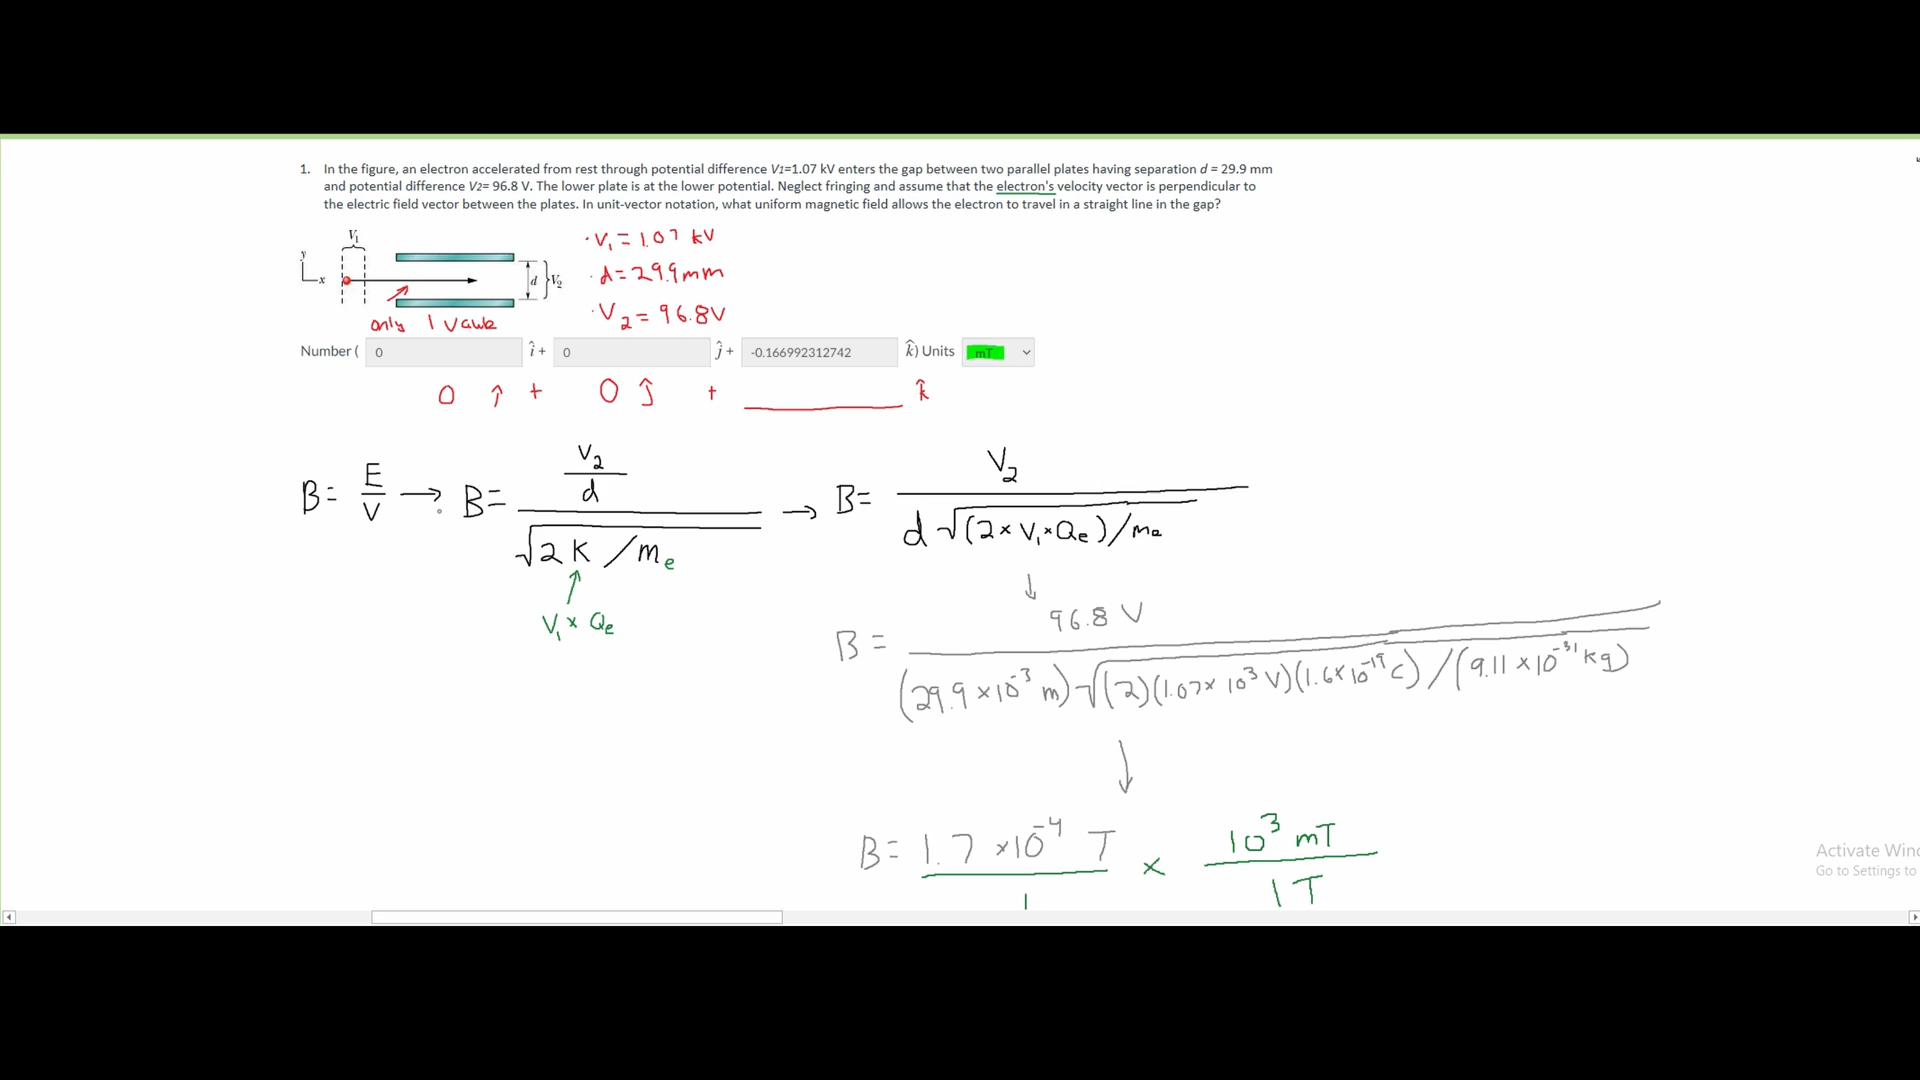 1. In the figure, an electron accelerated from rest through potential difference V1=1.07 kV enters the gap between two parallel plates having separation d = 29.9 mm
and potential difference V2= 96.8 V. The lower plate is at the lower potential. Neglect fringing and assume that the electron's velocity vector is perpendicular to
the electric field vector between the plates. In unit-vector notation, what uniform magnetic field allows the electron to travel in a straight line in the gap?
V₁
y
x
d
V₂
· V₁ = 1.07 kV
· d = 29.9mm
· V₂ = 96.8V
only 1 value
Number ( 0 î + 0 ĵ + -0.166992312742 k̂) Units mT
0 î + 0 ĵ + ______ k̂
B = E/V → B = (V₂/d) / √(2K/mₑ) → B = V₂ / (d √((2 × V₁ × Qₑ)/mₑ))
↑
V₁ × Qₑ
↓
B = 96.8 V / ((29.9 × 10⁻³ m) √((2)(1.07 × 10³ V)(1.6 × 10⁻¹⁹ C)/(9.11 × 10⁻³¹ kg)))
↓
B = 1.7 × 10⁻⁴ T / 1 × 10³ mT / 1 T
Activate Win
Go to Settings to